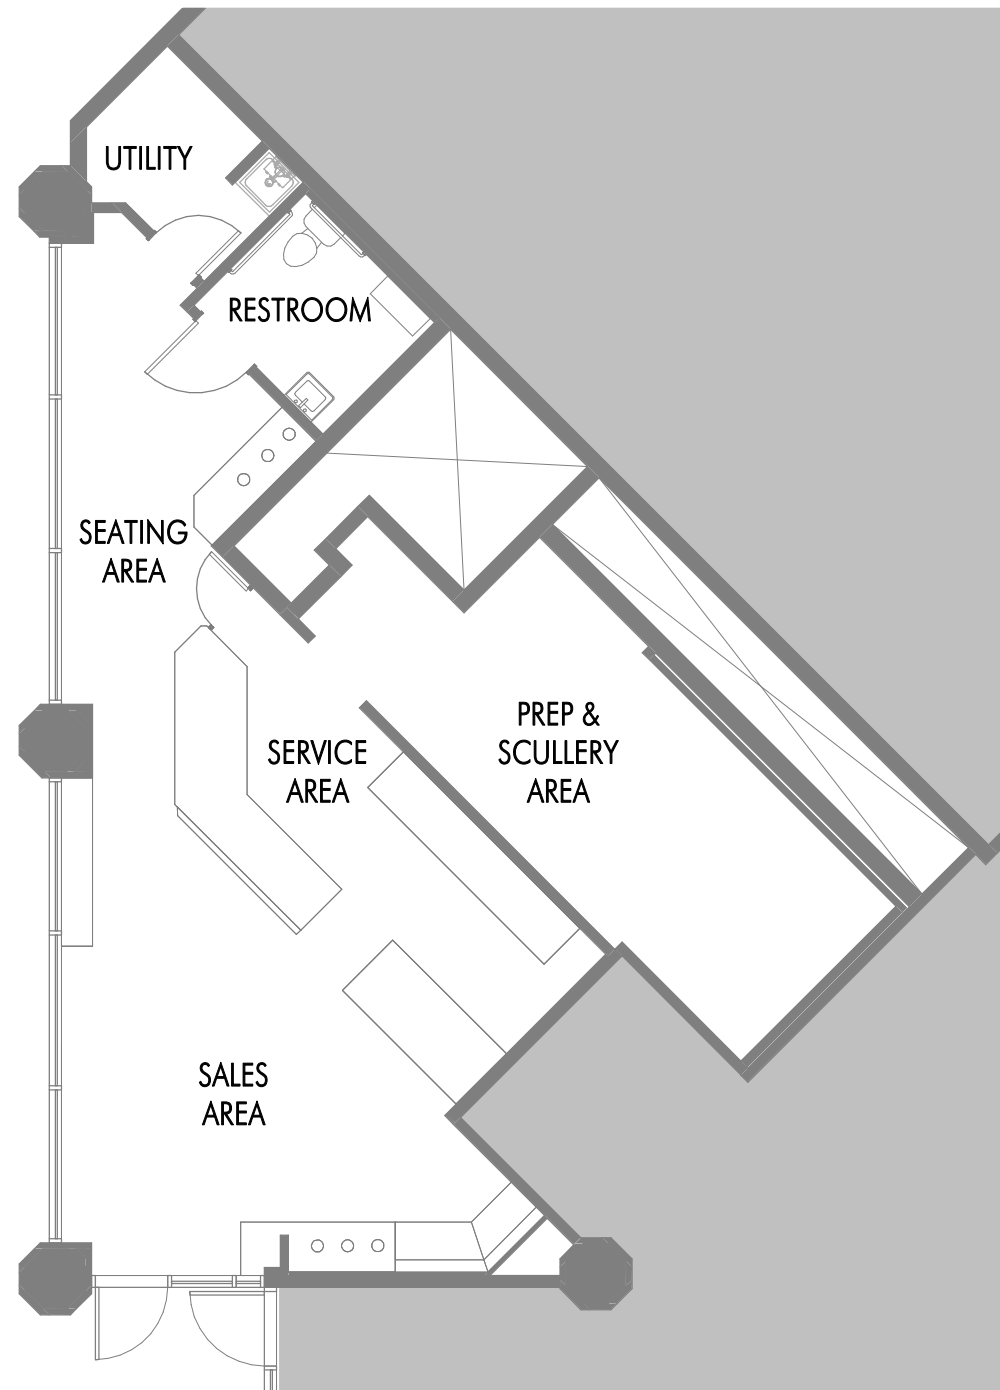 UTILITY
RESTROOM
SEATING
AREA
PREP &
SCULLERY
AREA
SERVICE
AREA
SALES
AREA